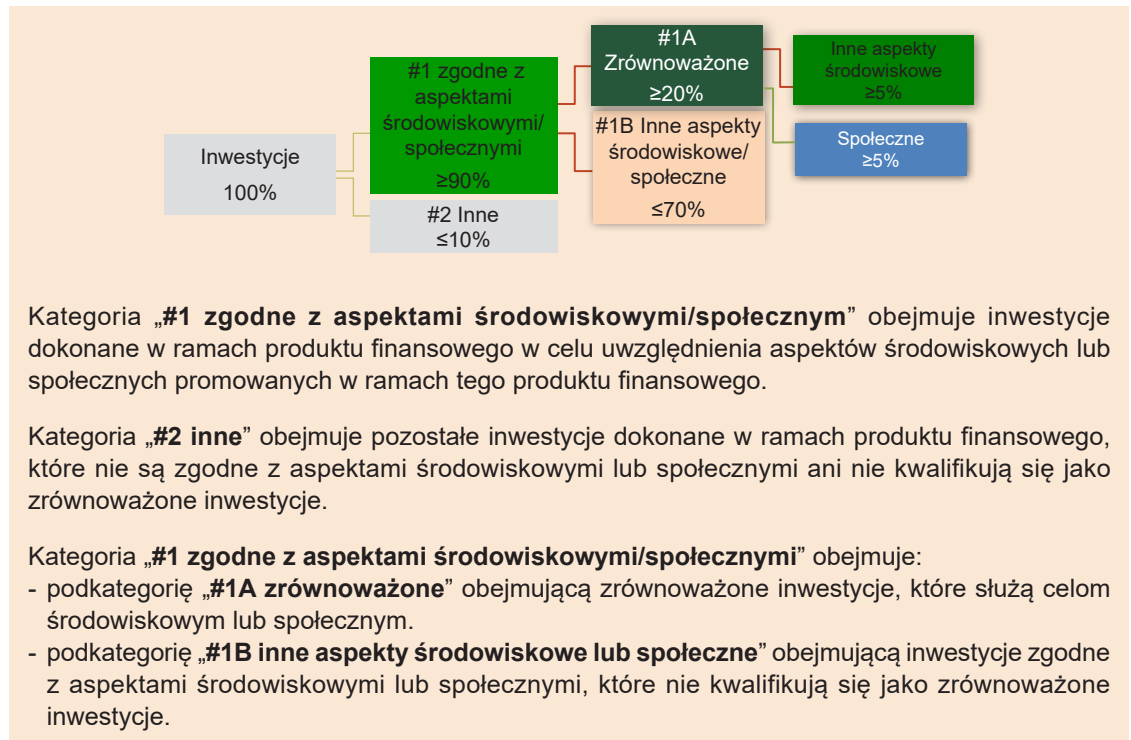 Inwestycje
100%
#1 zgodne z
aspektami
środowiskowymi/
społecznymi
≥90%
#2 Inne
≤10%
#1A
Zrównoważone
≥20%
#1B Inne aspekty
środowiskowe/
społeczne
≤70%
Inne aspekty
środowiskowe
≥5%
Społeczne
≥5%
Kategoria „#1 zgodne z aspektami środowiskowymi/społecznym” obejmuje inwestycje
dokonane w ramach produktu finansowego w celu uwzględnienia aspektów środowiskowych lub
społecznych promowanych w ramach tego produktu finansowego.
Kategoria „#2 inne” obejmuje pozostałe inwestycje dokonane w ramach produktu finansowego,
które nie są zgodne z aspektami środowiskowymi lub społecznymi ani nie kwalifikują się jako
zrównoważone inwestycje.
Kategoria „#1 zgodne z aspektami środowiskowymi/społecznymi” obejmuje:
- podkategorię „#1A zrównoważone” obejmującą zrównoważone inwestycje, które służą celom
środowiskowym lub społecznym.
- podkategorię „#1B inne aspekty środowiskowe lub społeczne” obejmującą inwestycje zgodne
z aspektami środowiskowymi lub społecznymi, które nie kwalifikują się jako zrównoważone
inwestycje.